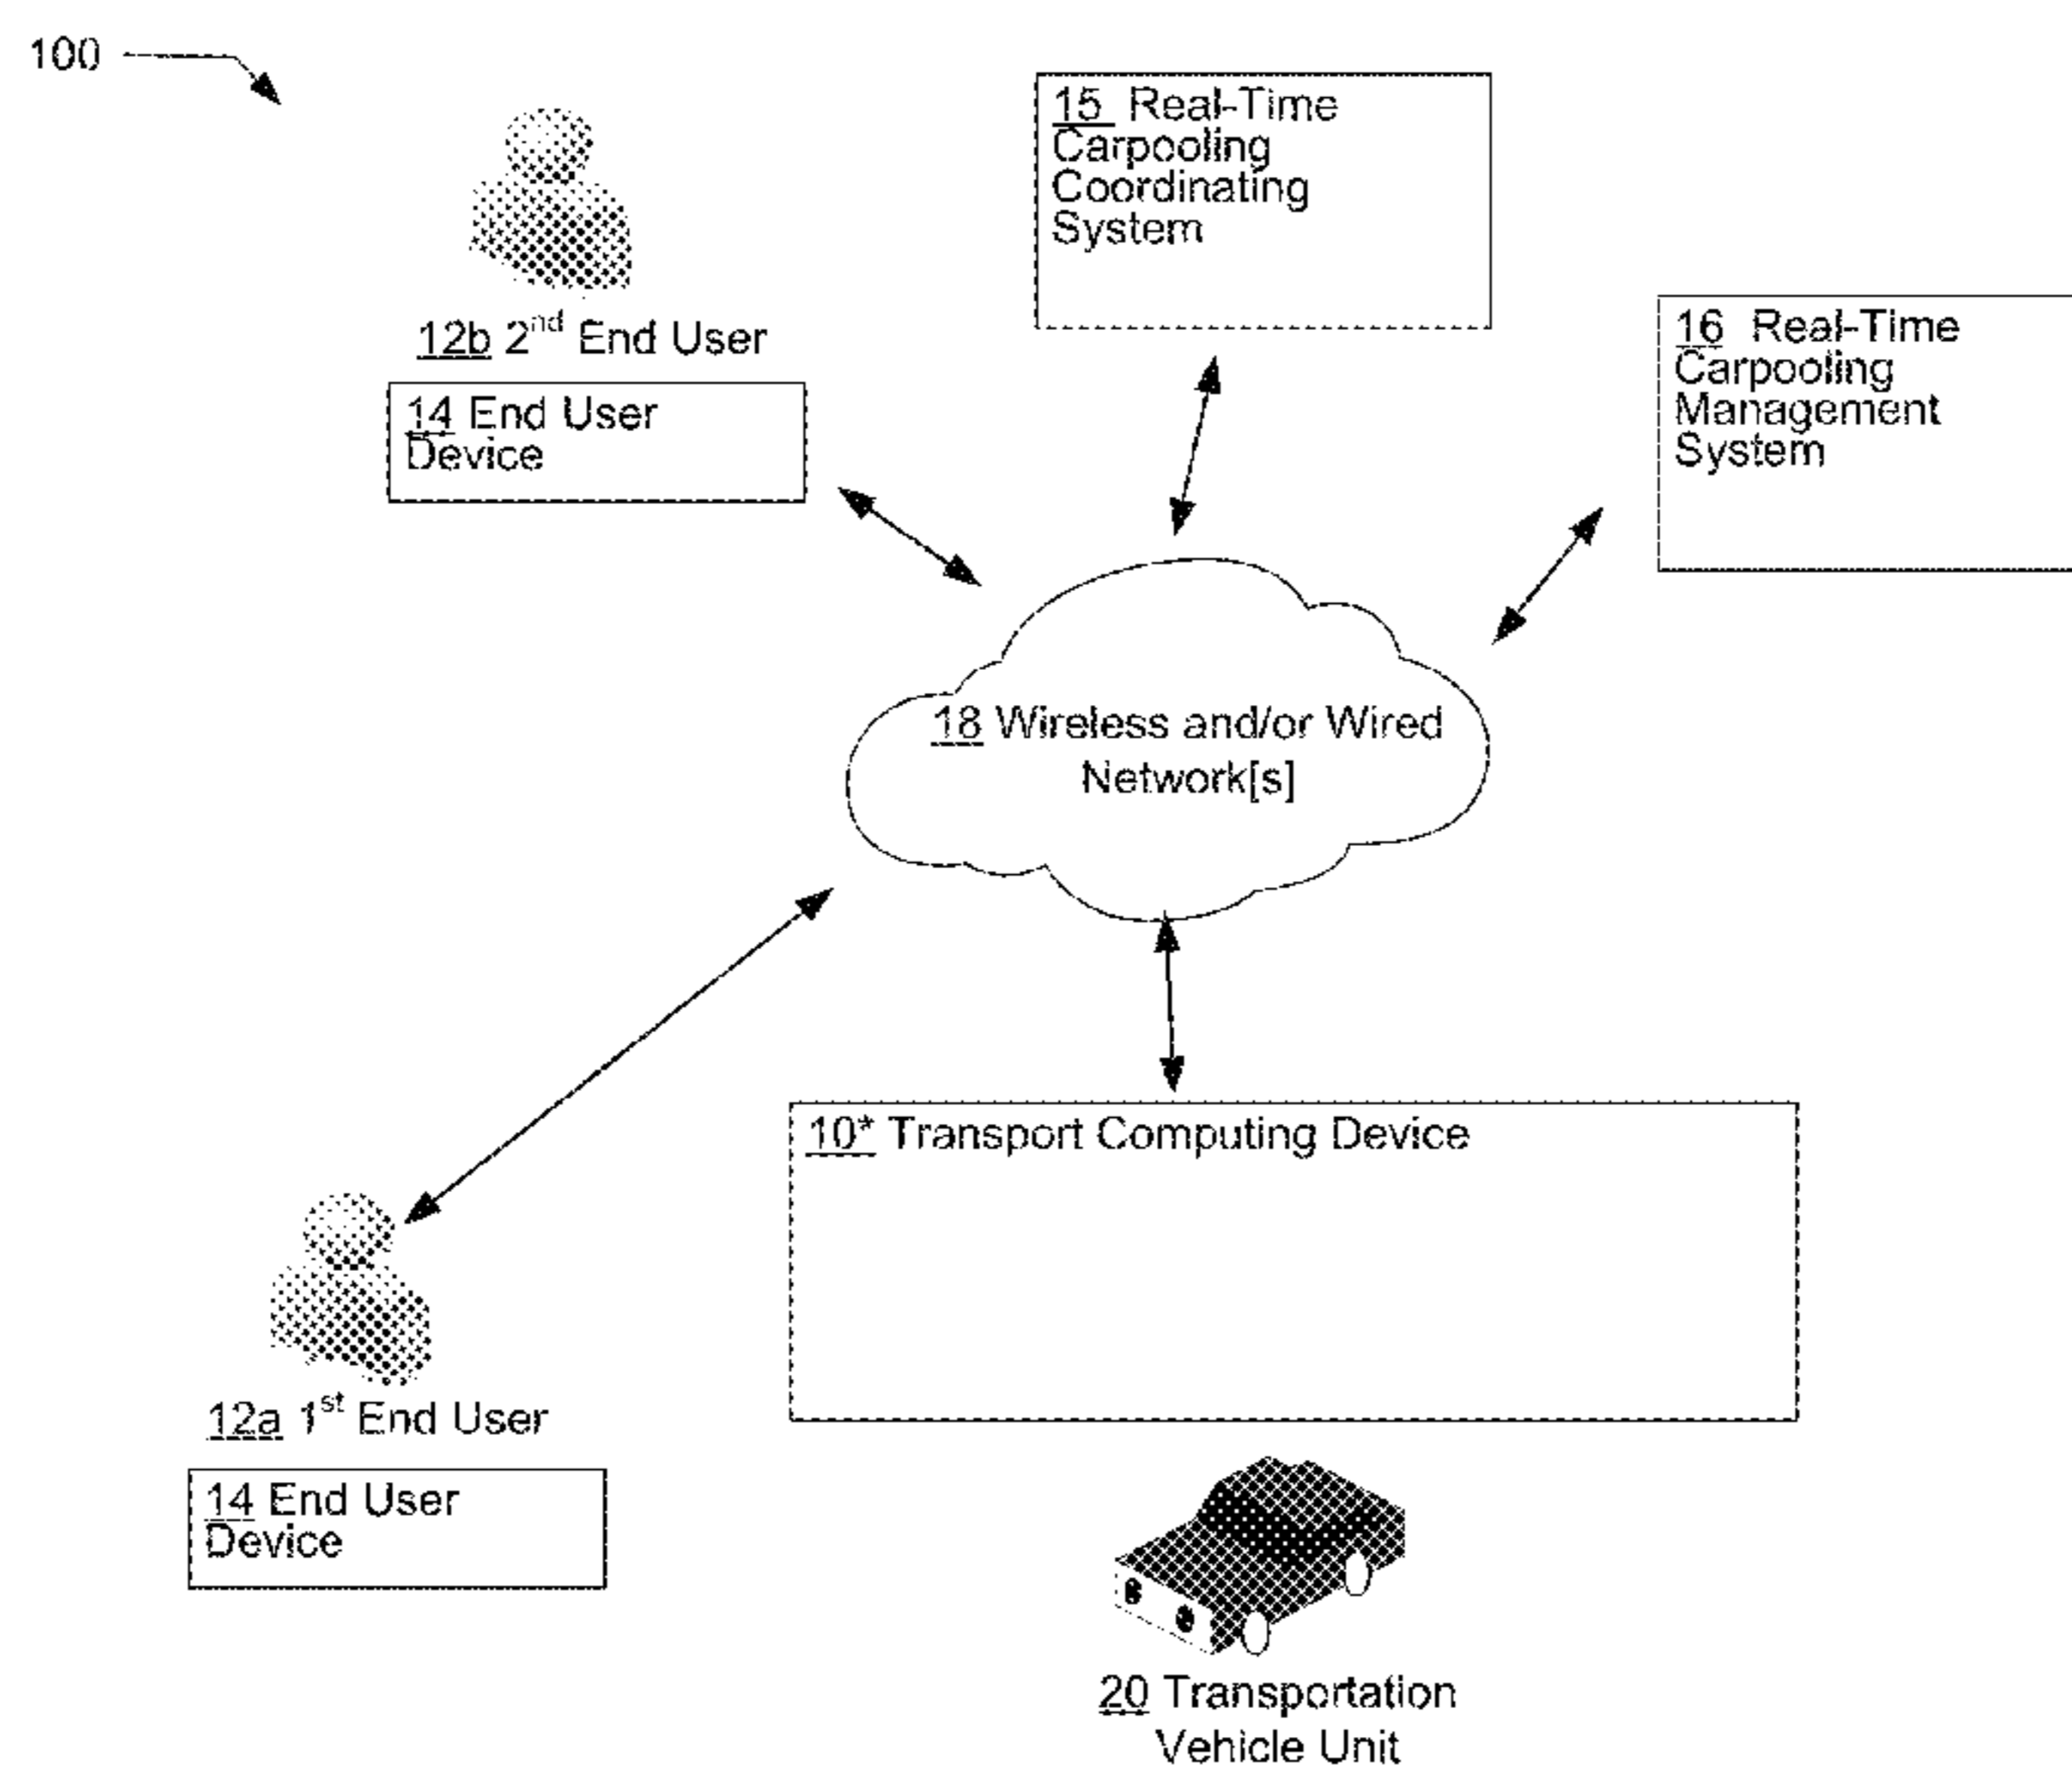 100
15 Real-Time
Carpooling
Coordinating
System
12b 2nd End User
14 End User
Device
16 Real-Time
Carpooling
Management
System
18 Wireless and/or Wired
Network[s]
10* Transport Computing Device
12a 1st End User
14 End User
Device
20 Transportation
Vehicle Unit